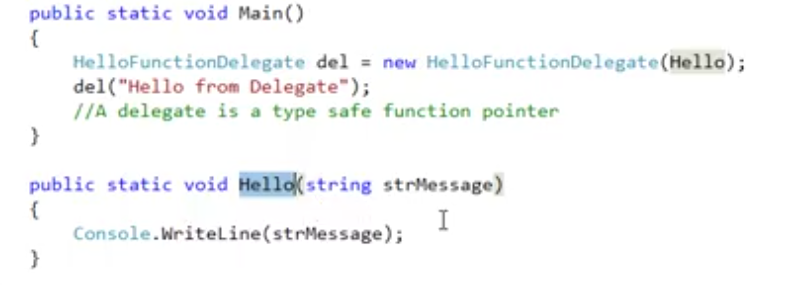 public static void Main()
{
HelloFunctionDelegate del = new HelloFunctionDelegate(Hello);
del("Hello from Delegate");
//A delegate is a type safe function pointer
}
public static void Hello(string strMessage)
{
Console.WriteLine(strMessage);
}